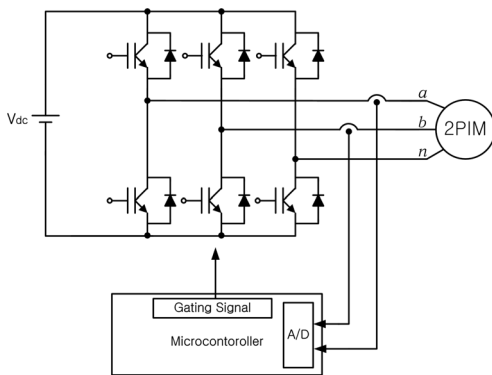 Vdc
a
b
2PIM
n
Gating Signal
Microcontoroller
A/D